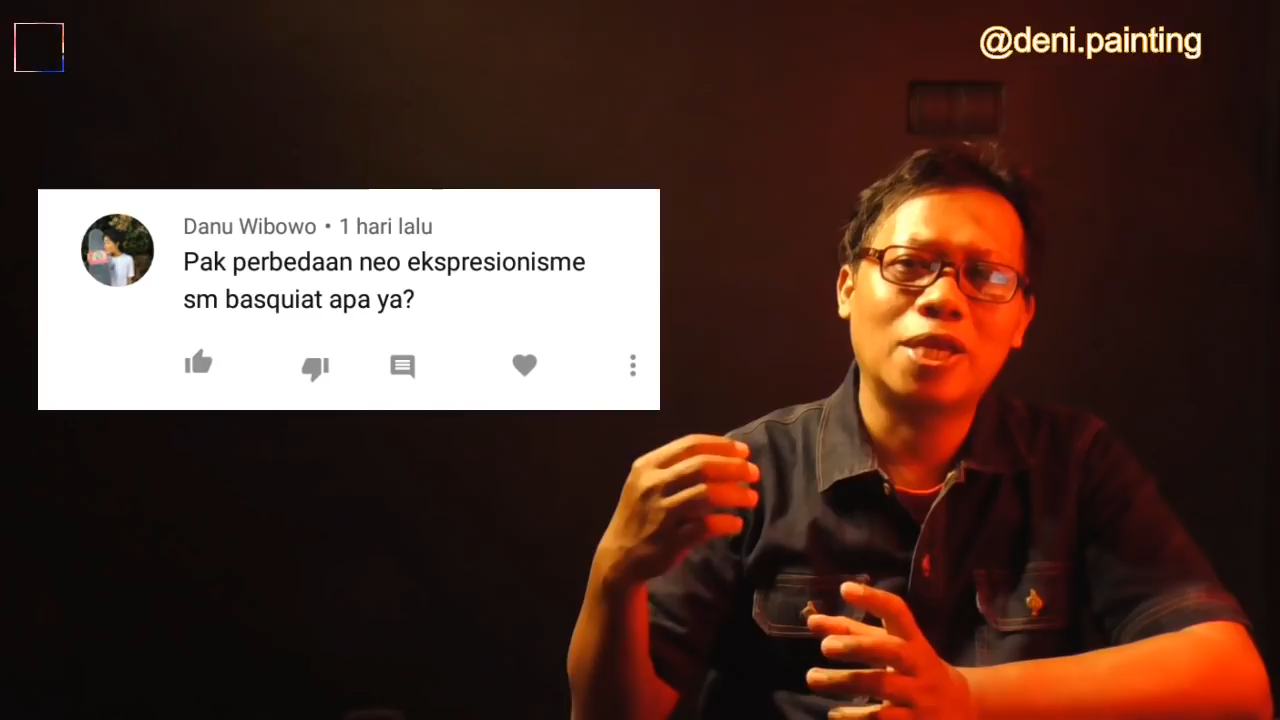 @deni.painting
Danu Wibowo • 1 hari lalu
Pak perbedaan neo ekspresionisme
sm basquiat apa ya?